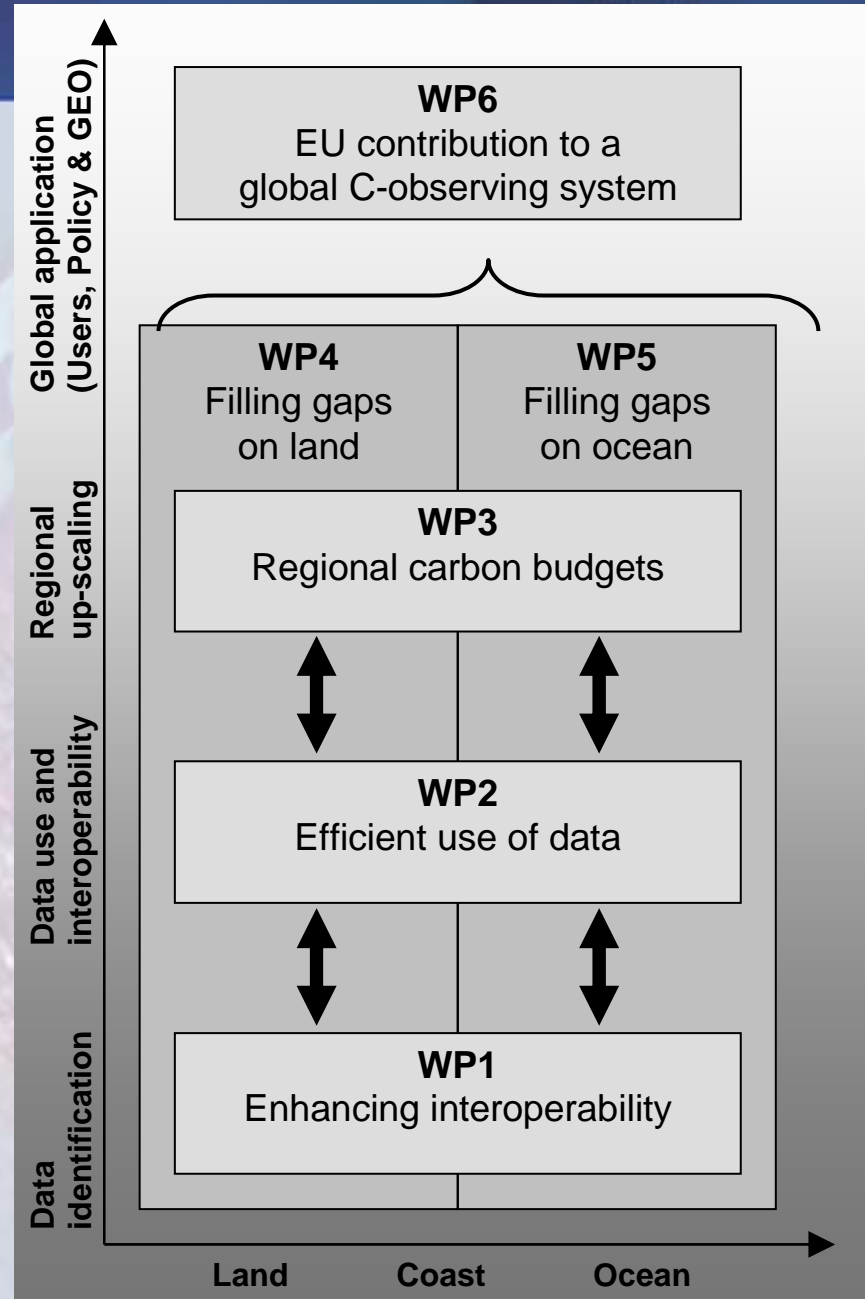 Global application
(Users, Policy & GEO)
Regional
up-scaling
Data use and
interoperability
Data
identification
WP6
EU contribution to a
global C-observing system
WP4
Filling gaps
on land
WP5
Filling gaps
on ocean
WP3
Regional carbon budgets
WP2
Efficient use of data
WP1
Enhancing interoperability
Land Coast Ocean